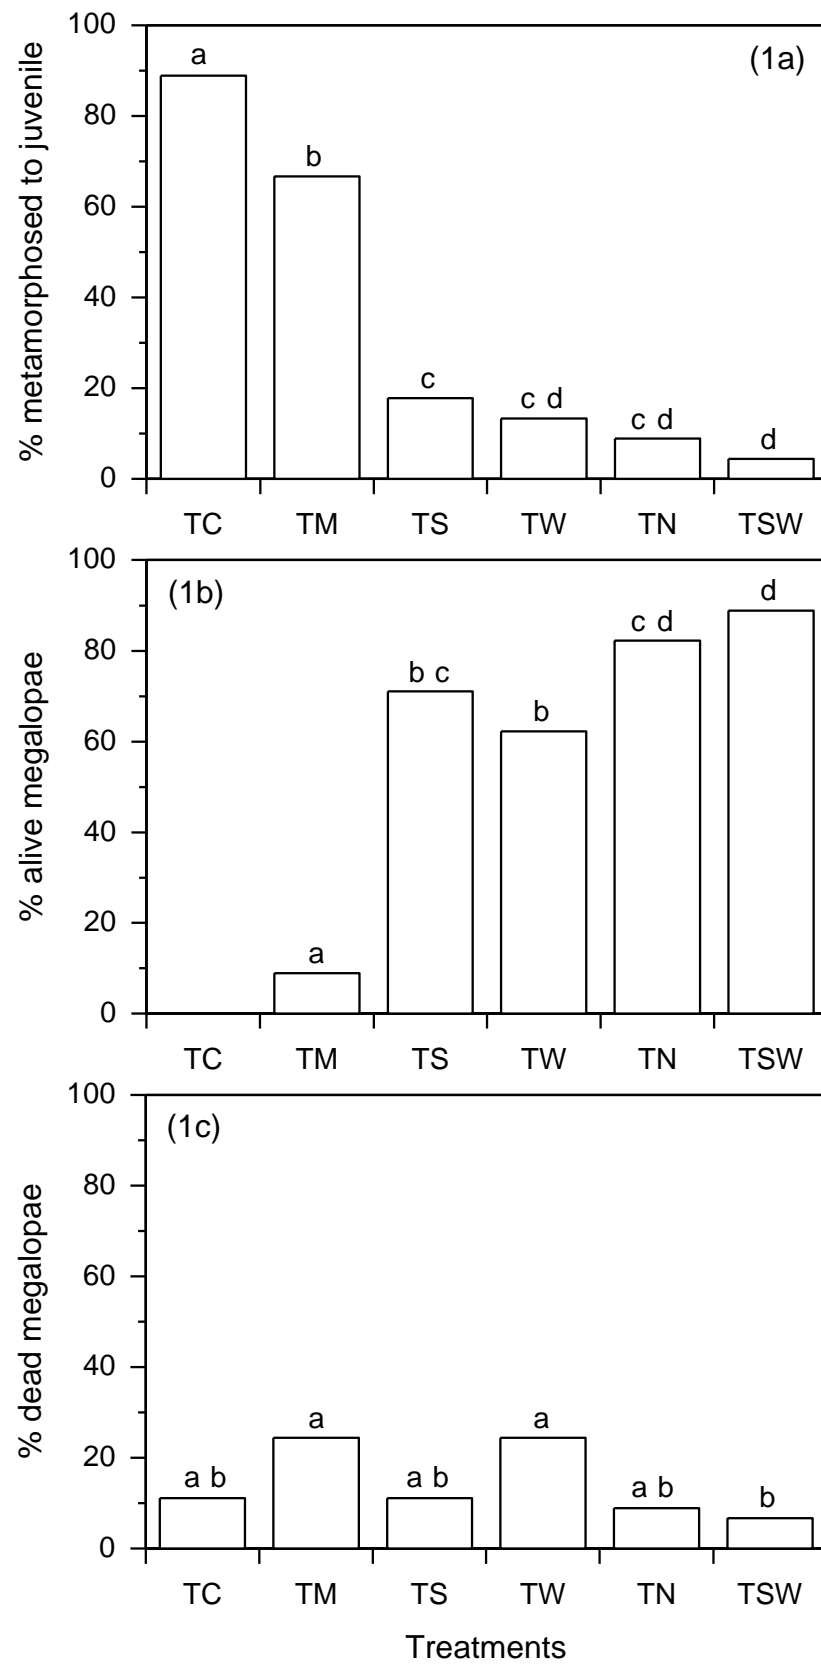 % metamorphosed to juvenile
(1a)
100
80
60
40
20
0
a
b
c
c d
c d
d
TC TM TS TW TN TSW
% alive megalopae
(1b)
100
80
60
40
20
0
a
b c
b
c d
d
TC TM TS TW TN TSW
% dead megalopae
(1c)
100
80
60
40
20
0
a b
a
a b
a
a b
b
TC TM TS TW TN TSW
Treatments